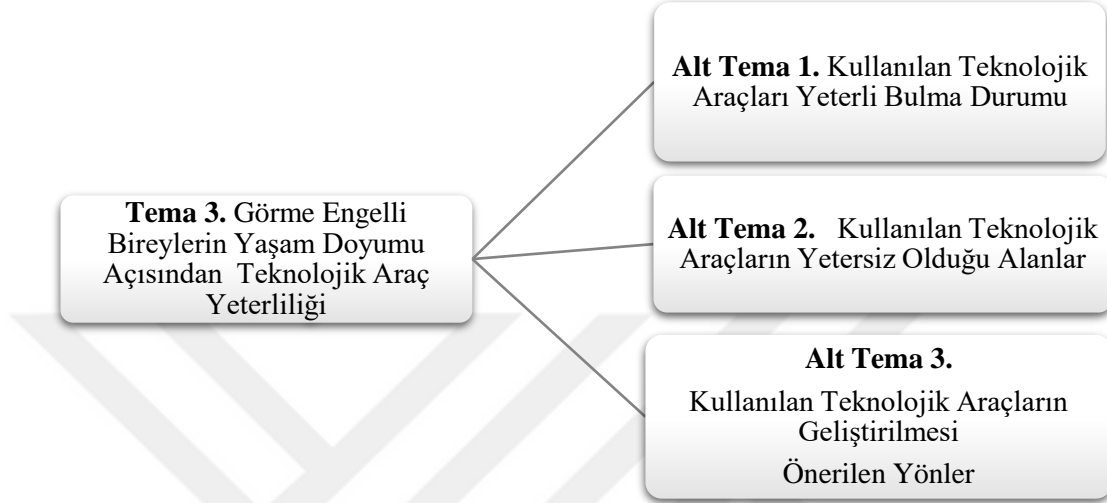 Tema 3. Görme Engelli
Bireylerin Yaşam Doyumu
Açısından Teknolojik Araç
Yeterliliği
Alt Tema 1. Kullanılan Teknolojik
Araçları Yeterli Bulma Durumu
Alt Tema 2. Kullanılan Teknolojik
Araçların Yetersiz Olduğu Alanlar
Alt Tema 3.
Kullanılan Teknolojik Araçların
Geliştirilmesi
Önerilen Yönler